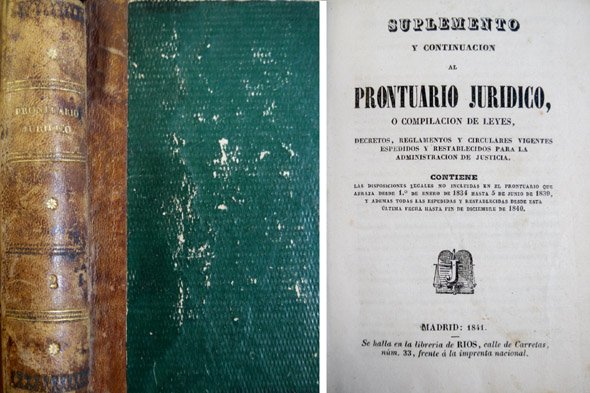 PRONTUARIO
JURIDICO.
2
SUPLEMENTO
Y CONTINUACION
AL
PRONTUARIO JURIDICO,
O COMPILACION DE LEYES,
DECRETOS, REGLAMENTOS Y CIRCULARES VIGENTES
ESPEDIDOS Y RESTABLECIDOS PARA LA
ADMINISTRACION DE JUSTICIA.
CONTIENE
LAS DISPOSICIONES LEGALES NO INCLUIDAS EN EL PRONTUARIO QUE
ABRAZA DESDE 1.º DE ENERO DE 1834 HASTA 5 DE JUNIO DE 1839,
Y ADEMAS TODAS LAS ESPEDIDAS Y RESTABLECIDAS DESDE ESTA
ÚLTIMA FECHA HASTA FIN DE DICIEMBRE DE 1840.
J
MADRID: 1841.
Se halla en la libreria de RIOS, calle de Carretas,
núm. 33, frente á la imprenta nacional.